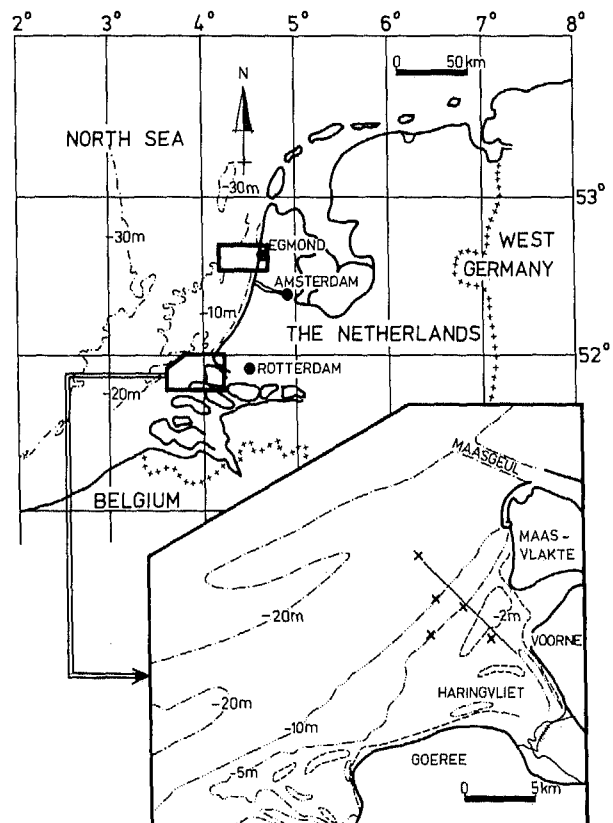 2° 3° 4° 5° 6° 7° 8°
0 50km
N
NORTH SEA
-30m
53°
-30m
WEST
GERMANY
EGMOND
AMSTERDAM
-10m
THE NETHERLANDS
52°
ROTTERDAM
-20m
BELGIUM
MAASGEUL
MAAS-
VLAKTE
-20m
-2m
VOORNE
-20m
HARINGVLIET
-10m
-5m
GOEREE
0 5km